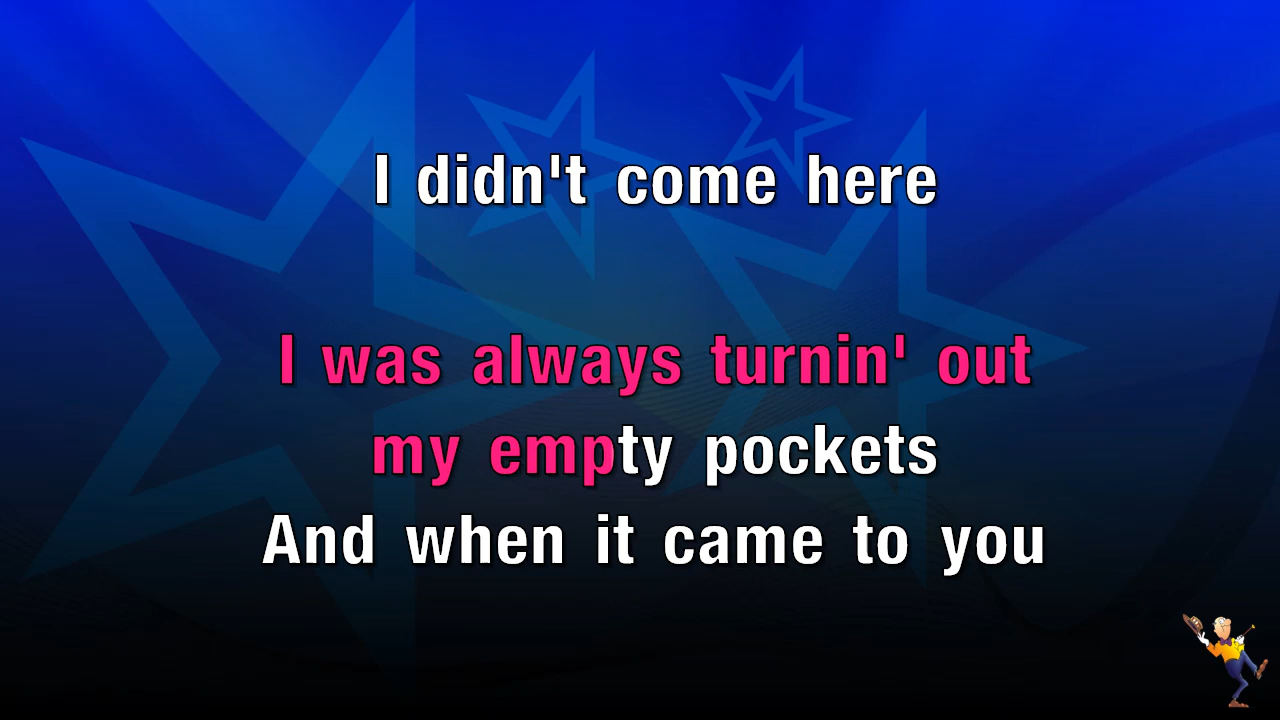 I didn't come here
I was always turnin' out
my empty pockets
And when it came to you